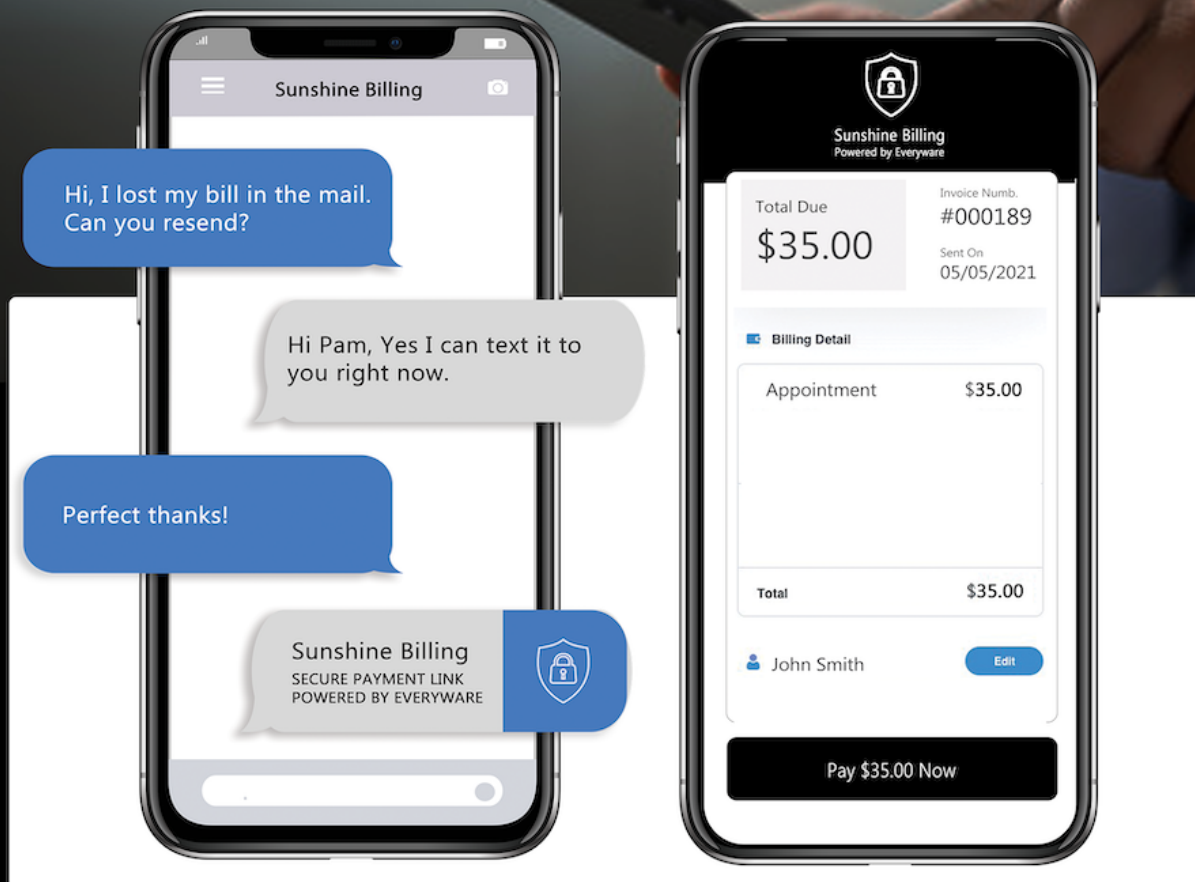 Sunshine Billing
Hi, I lost my bill in the mail.
Can you resend?
Hi Pam, Yes I can text it to
you right now.
Perfect thanks!
Sunshine Billing
SECURE PAYMENT LINK
POWERED BY EVERYWARE
Sunshine Billing
Powered by Everyware
Total Due
$35.00
Invoice Numb.
#000189
Sent On
05/05/2021
Billing Detail
Appointment $35.00
Total $35.00
John Smith
Edit
Pay $35.00 Now